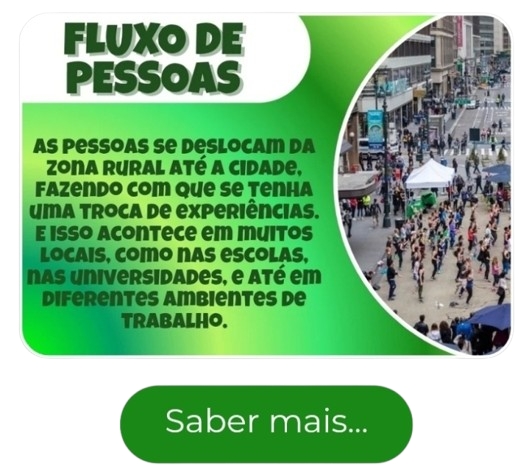 FLUXO DE
PESSOAS
AS PESSOAS SE DESLOCAM DA
ZONA RURAL ATÉ A CIDADE,
FAZENDO COM QUE SE TENHA
UMA TROCA DE EXPERIÊNCIAS.
E ISSO ACONTECE EM MUITOS
LOCAIS, COMO NAS ESCOLAS,
NAS UNIVERSIDADES, E ATÉ EM
DIFERENTES AMBIENTES DE
TRABALHO.
Saber mais...